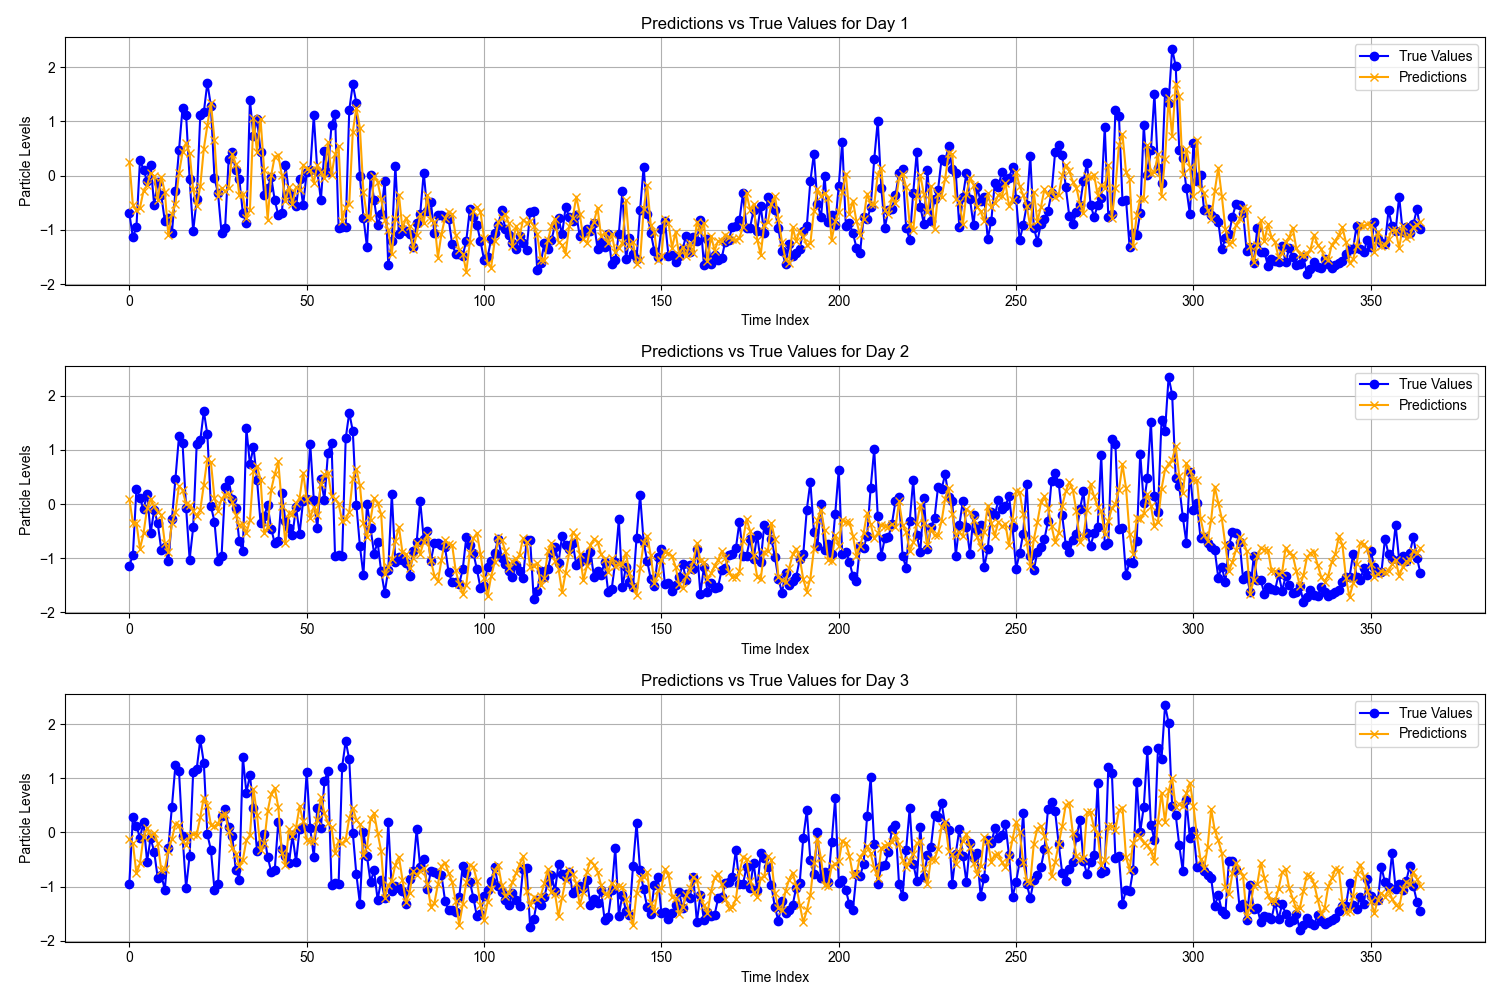 Predictions vs True Values for Day 1
True Values
Predictions
Particle Levels
2
1
0
−1
−2
0 50 100 150 200 250 300 350
Time Index
Predictions vs True Values for Day 2
True Values
Predictions
Particle Levels
2
1
0
−1
−2
0 50 100 150 200 250 300 350
Time Index
Predictions vs True Values for Day 3
True Values
Predictions
Particle Levels
2
1
0
−1
−2
0 50 100 150 200 250 300 350
Time Index